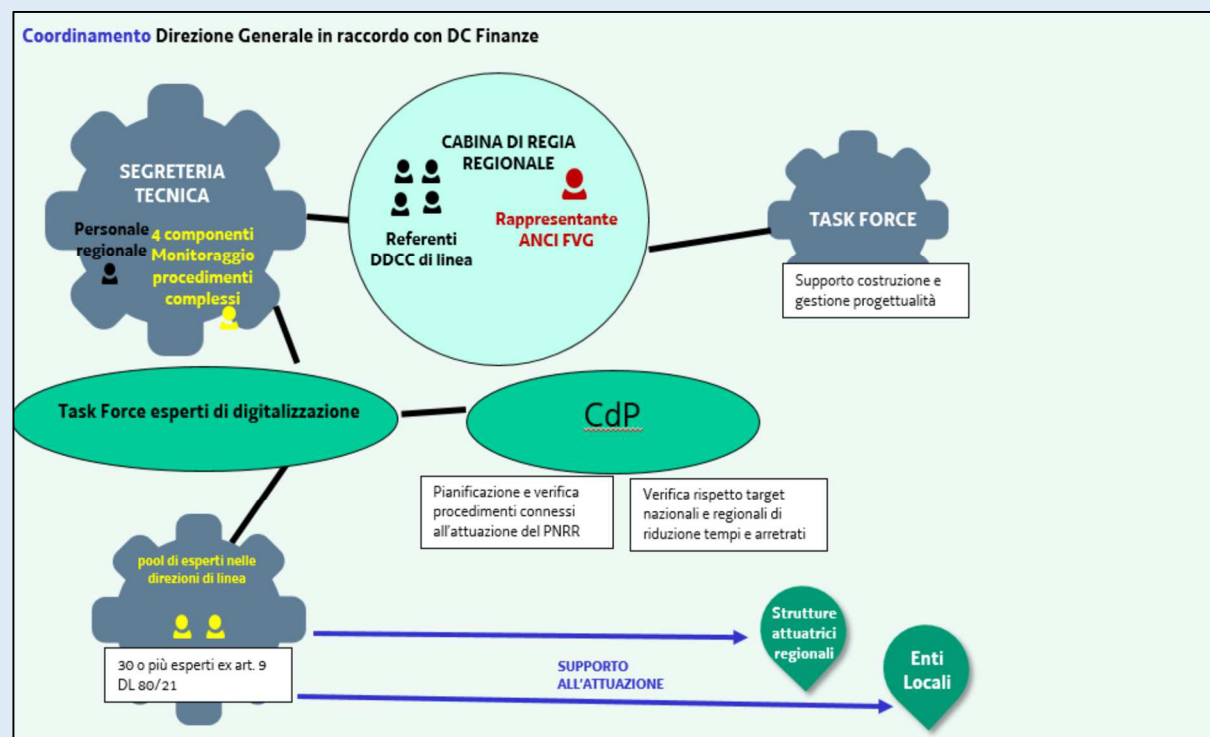 Coordinamento Direzione Generale in raccordo con DC Finanze
SEGRETERIA
TECNICA
Personale
regionale
4 componenti
Monitoraggio
procedimenti
complessi
CABINA DI REGIA
REGIONALE
Referenti
DDCC di linea
Rappresentante
ANCI FVG
TASK FORCE
Supporto costruzione e
gestione progettualità
Task Force esperti di digitalizzazione
CdP
Pianificazione e verifica
procedimenti connessi
all'attuazione del PNRR
Verifica rispetto target
nazionali e regionali di
riduzione tempi e arretrati
pool di esperti nelle
direzioni di linea
30 o più esperti ex art. 9
DL 80/21
SUPPORTO
ALL'ATTUAZIONE
Strutture
attuatrici
regionali
Enti
Locali